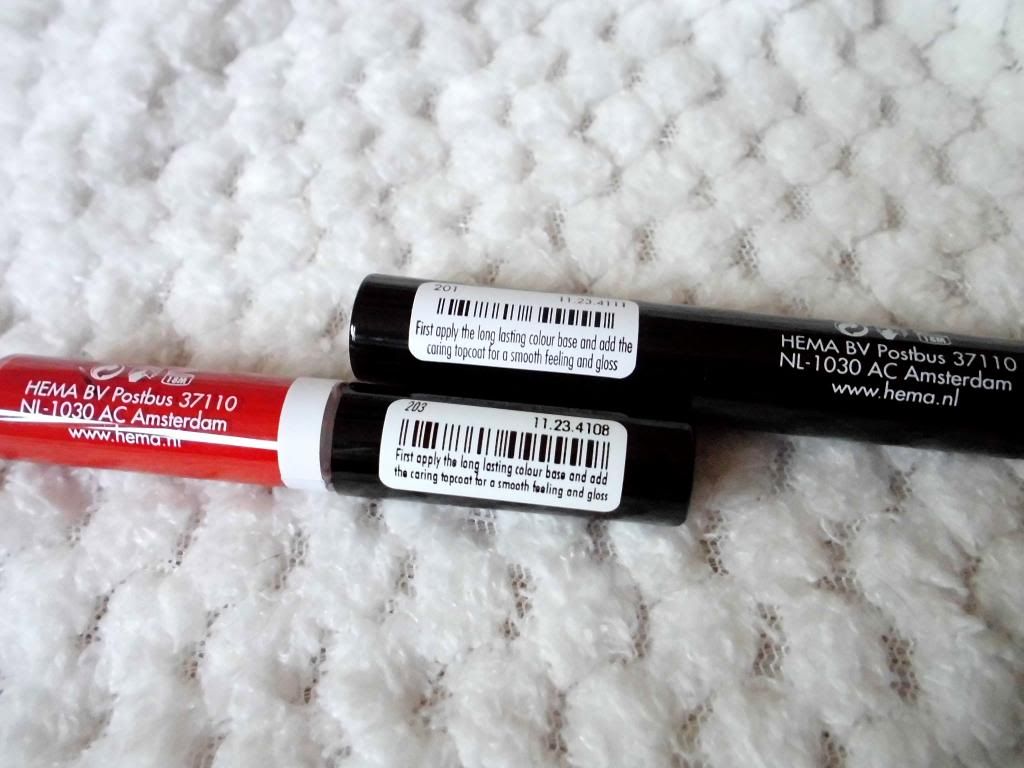 201
11.23.4111
First apply the long lasting colour base and add the
caring topcoat for a smooth feeling and gloss
18M
HEMA BV Postbus 37110
NL-1030 AC Amsterdam
www.hema.nl
18M
HEMA BV Postbus 37110
NL-1030 AC Amsterdam
www.hema.nl
203
11.23.4108
First apply the long lasting colour base and add
the caring topcoat for a smooth feeling and gloss